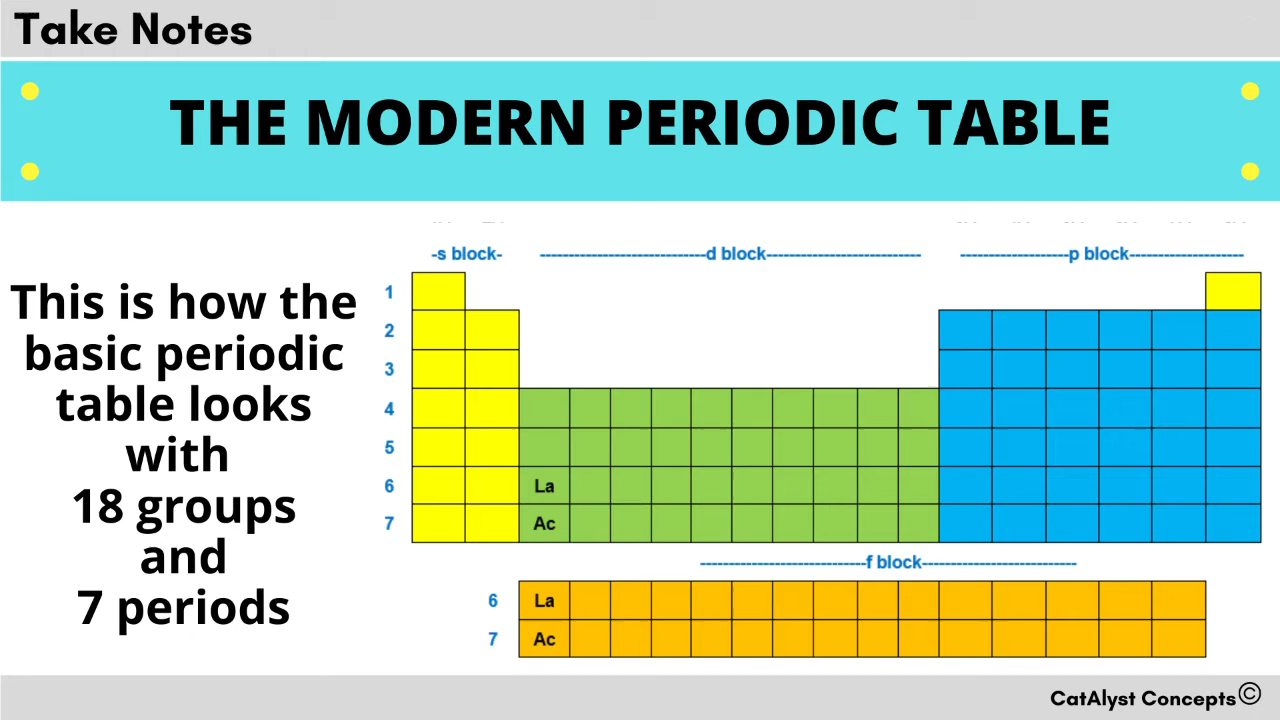 Take Notes
THE MODERN PERIODIC TABLE
This is how the
basic periodic
table looks
with
18 groups
and
7 periods
-s block- -----------------------------d block--------------------------- -------------------p block--------------------
1
2
3
4
5
6 La
7 Ac
-----------------------------f block---------------------------
6 La
7 Ac
CatAlyst Concepts©